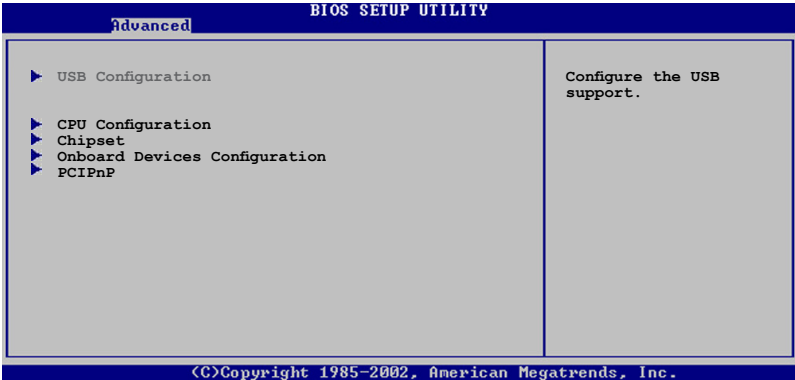 BIOS SETUP UTILITY
Advanced
USB Configuration
CPU Configuration
Chipset
Onboard Devices Configuration
PCIPnP
Configure the USB
support.
(C)Copyright 1985-2002, American Megatrends, Inc.